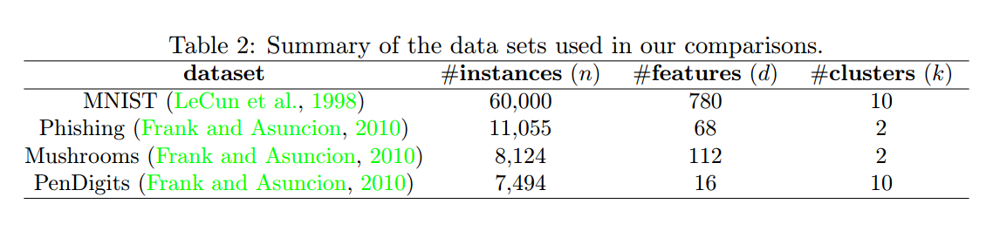 Table 2: Summary of the data sets used in our comparisons.
dataset #instances (n) #features (d) #clusters (k)
MNIST (LeCun et al., 1998) 60,000 780 10
Phishing (Frank and Asuncion, 2010) 11,055 68 2
Mushrooms (Frank and Asuncion, 2010) 8,124 112 2
PenDigits (Frank and Asuncion, 2010) 7,494 16 10